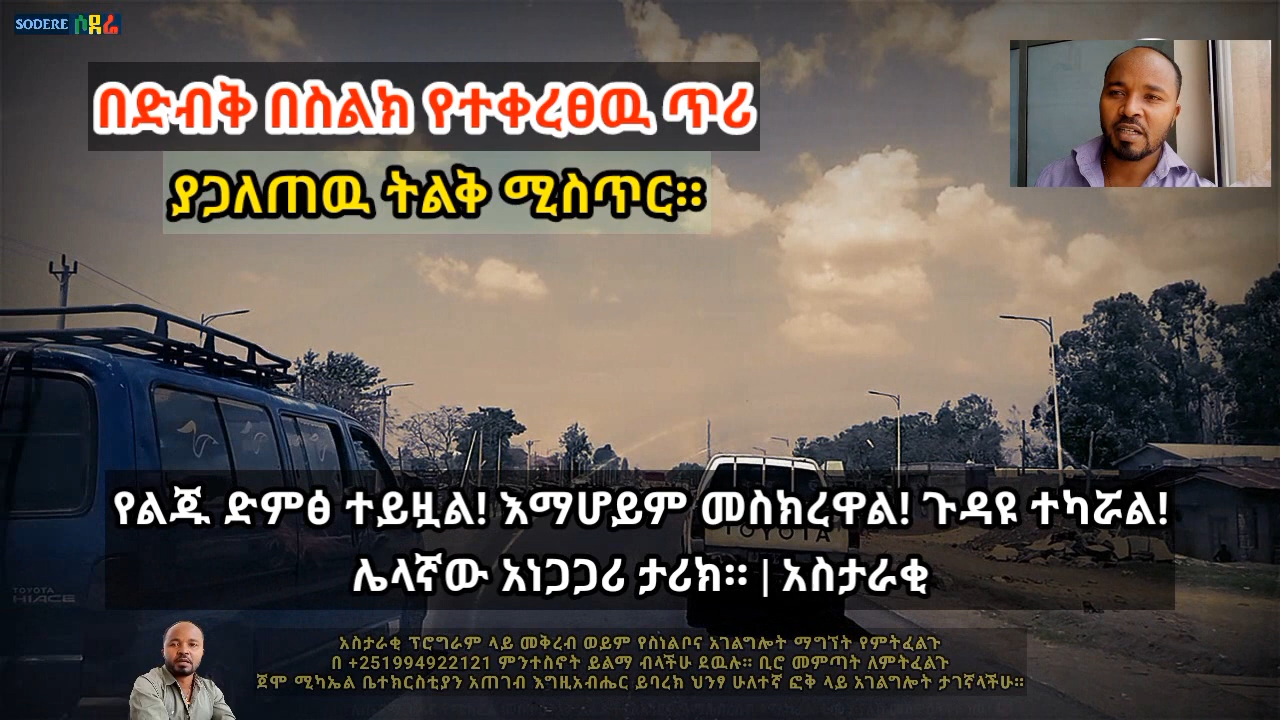 SODERE ሶደሬ
በድብቅ በስልክ የተቀረፀዉ ጥሪ
ያጋለጠዉ ትልቅ ሚስጥር።
የልጁ ድምፅ ተይዟል! እማሆይም መስክረዋል! ጉዳዩ ተካሯል!
TOYOTA
ሌላኛው አነጋጋሪ ታሪክ። | አስታራቂ
TOYOTA
HIACE
አስታራቂ ፕሮግራም ላይ መቅረብ ወይም የስነልቦና አገልግሎት ማግኘት የምትፈልጉ
በ +251994922121 ምንተስኖት ይልማ ብላችሁ ደዉሉ። ቢሮ መምጣት ለምትፈልጉ
ጀሞ ሚካኤል ቤተክርስቲያን አጠገብ እግዚአብሔር ይባረክ ህንፃ ሁለተኛ ፎቅ ላይ አገልግሎት ታገኛላችሁ።